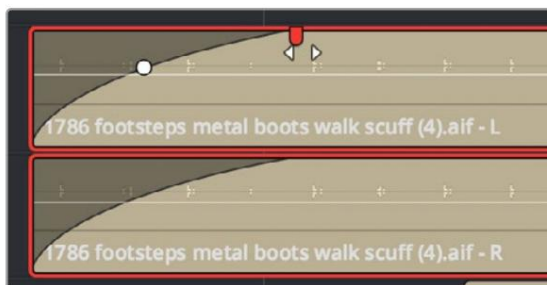 1786 footsteps metal boots walk scuff (4).aif - L
1786 footsteps metal boots walk scuff (4).aif - R